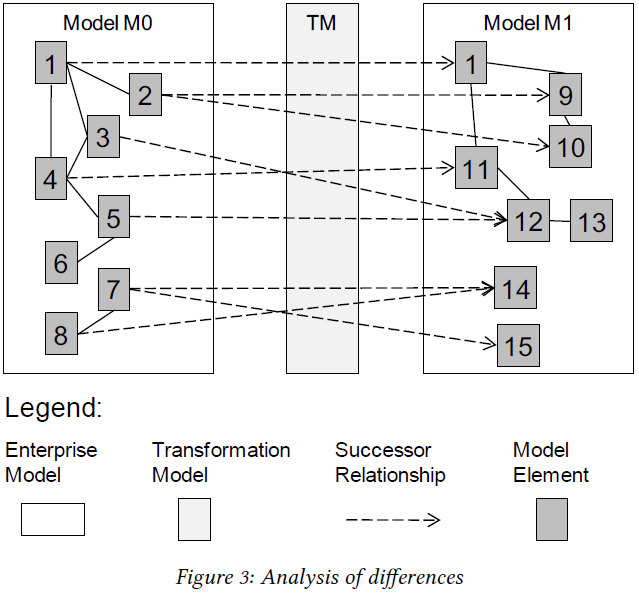 Model M0 TM Model M1
1 1
2 9
3 10
4 11
5 12 13
6
7 14
8 15
Legend:
Enterprise Model
Transformation Model
Successor Relationship
Model Element
Figure 3: Analysis of differences